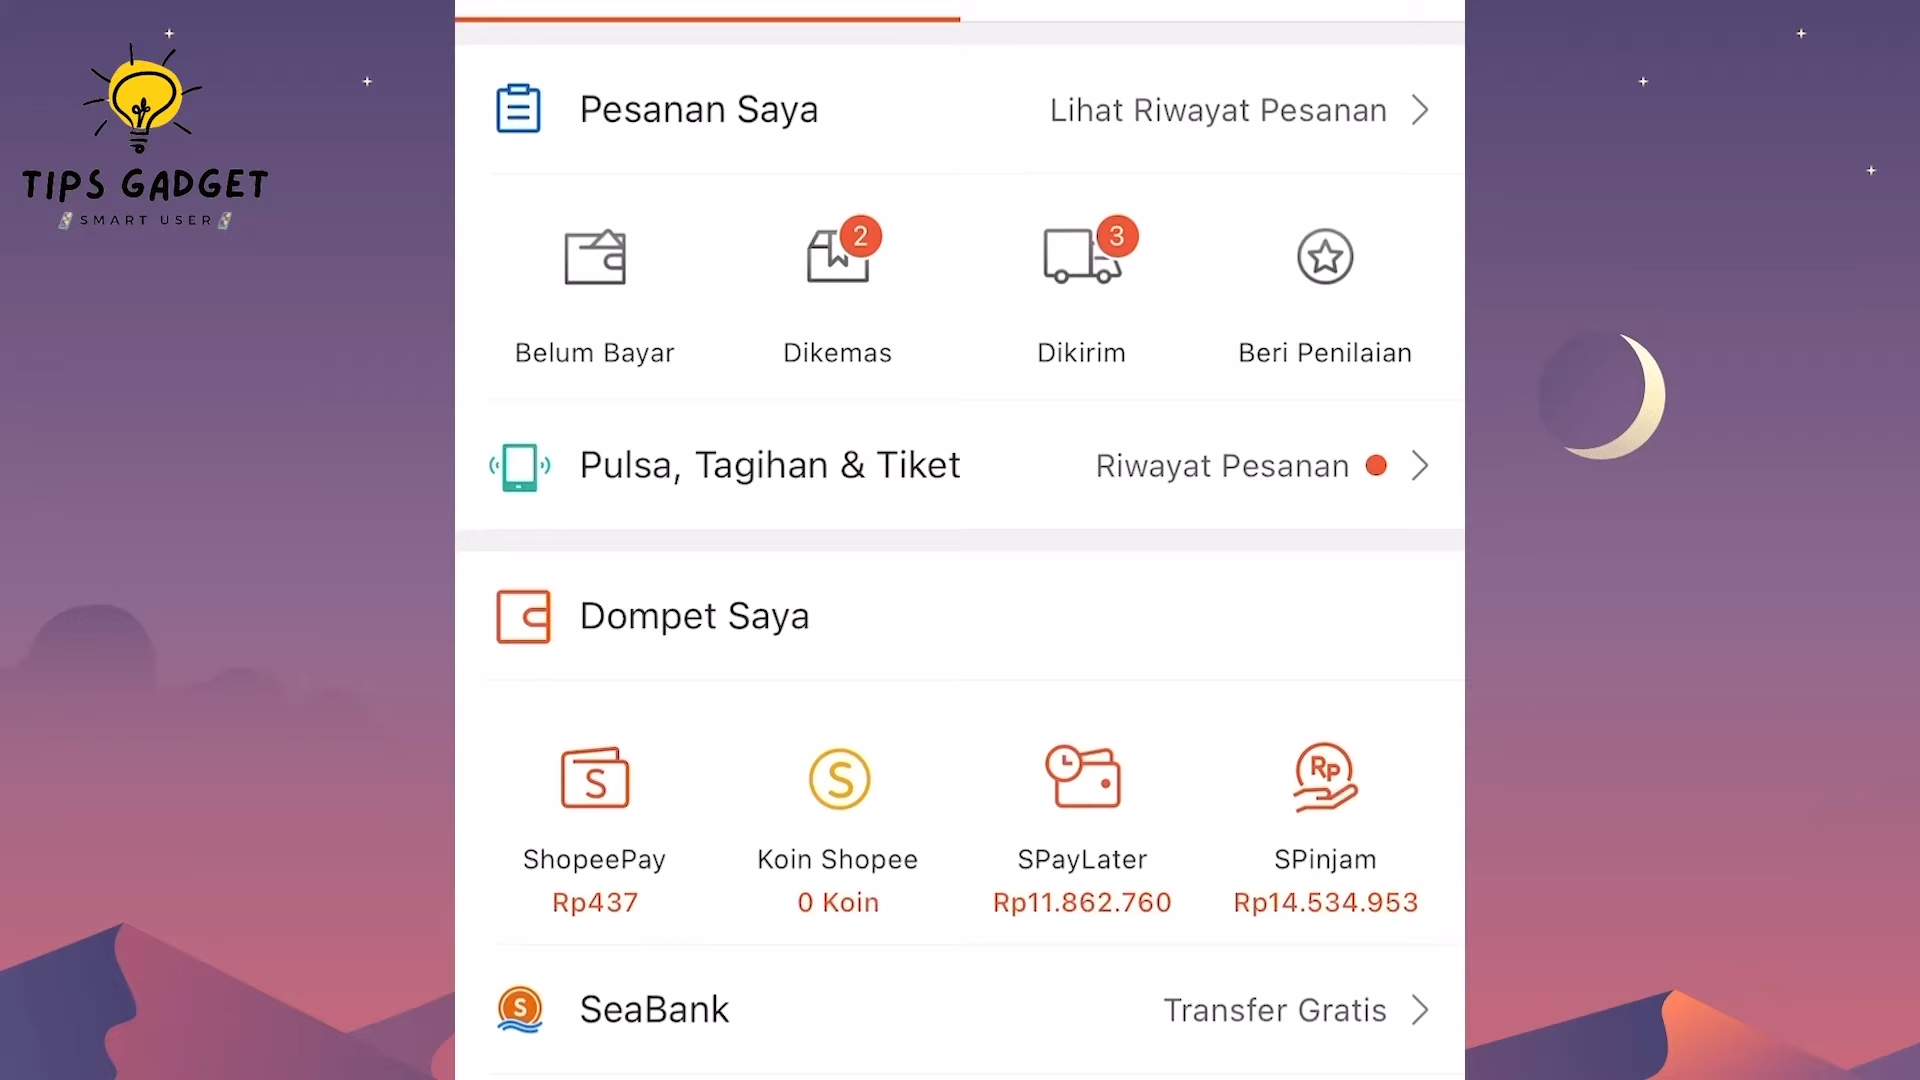 TIPS GADGET
SMART USER
Pesanan Saya
Lihat Riwayat Pesanan
2
3
Belum Bayar
Dikemas
Dikirim
Beri Penilaian
Pulsa, Tagihan & Tiket
Riwayat Pesanan
Dompet Saya
S
S
Rp
ShopeePay
Koin Shopee
SPayLater
SPinjam
Rp437
0 Koin
Rp11.862.760
Rp14.534.953
S
SeaBank
Transfer Gratis